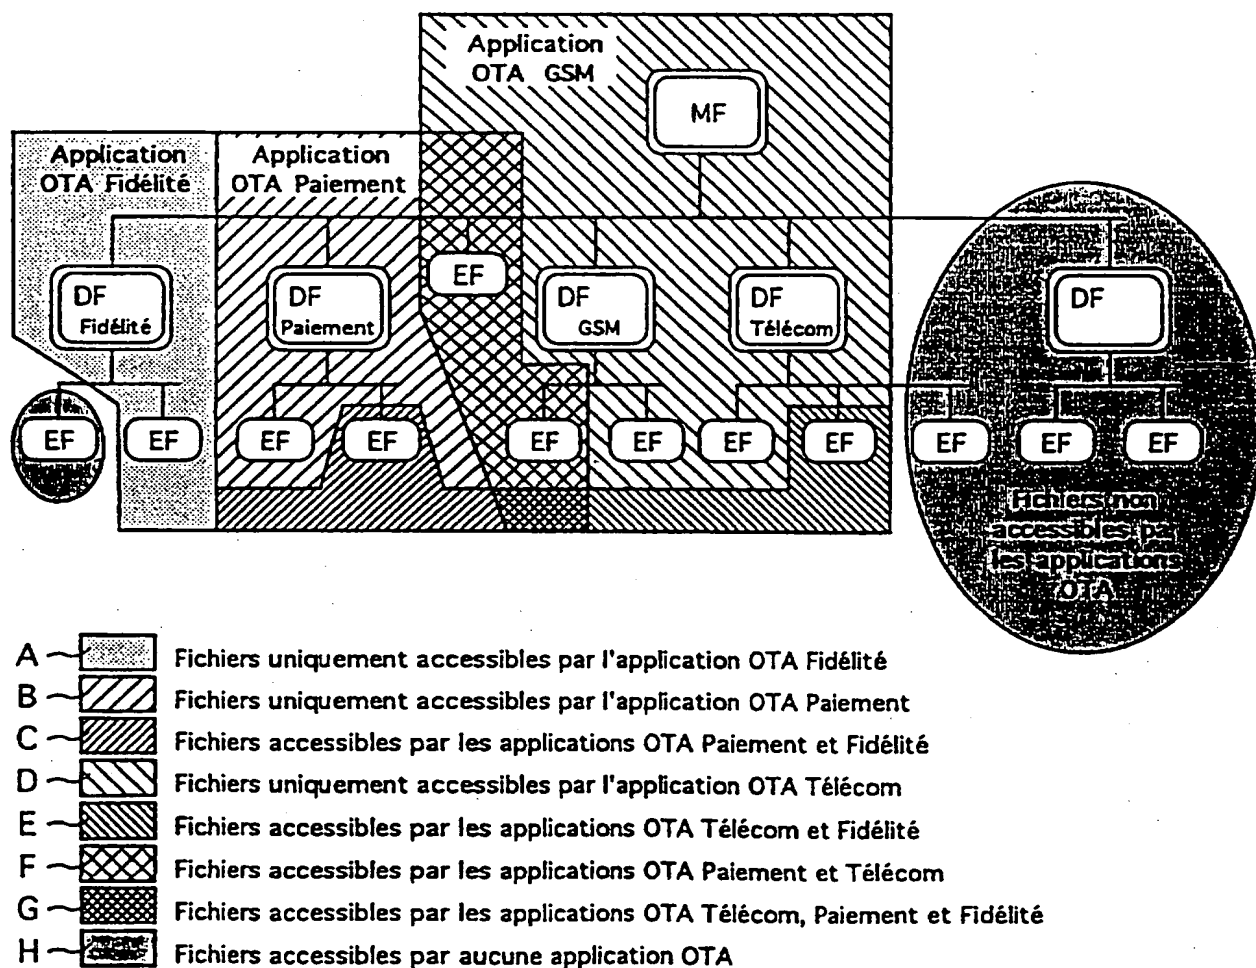 Application
OTA GSM
MF
Application
OTA Fidélité
Application
OTA Paiement
EF
DF
Fidélité
DF
Paiement
DF
GSM
DF
Télécom
DF
EF
EF
EF
EF
EF
EF
EF
EF
EF
EF
EF
Fichiers non
accessibles pa
les applications
OTA
A Fichiers uniquement accessibles par l'application OTA Fidélité
B Fichiers uniquement accessibles par l'application OTA Paiement
C Fichiers accessibles par les applications OTA Paiement et Fidélité
D Fichiers uniquement accessibles par l'application OTA Télécom
E Fichiers accessibles par les applications OTA Télécom et Fidélité
F Fichiers accessibles par les applications OTA Paiement et Télécom
G Fichiers accessibles par les applications OTA Télécom, Paiement et Fidélité
H Fichiers accessibles par aucune application OTA